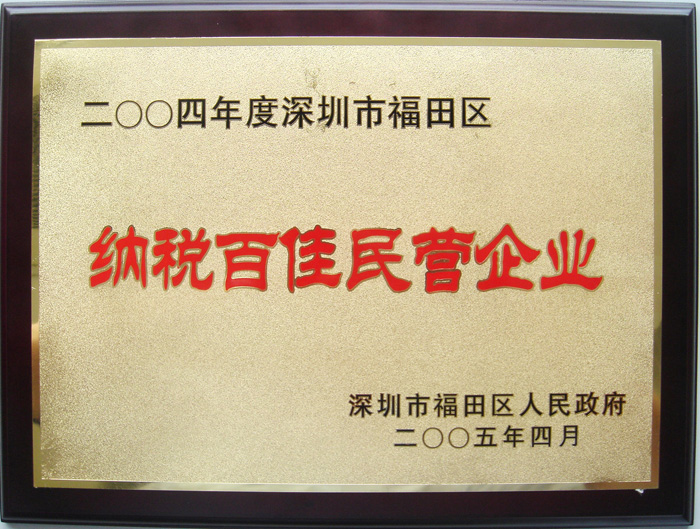 二〇〇四年度深圳市福田区
纳税百佳民营企业
深圳市福田区人民政府
二〇〇五年四月